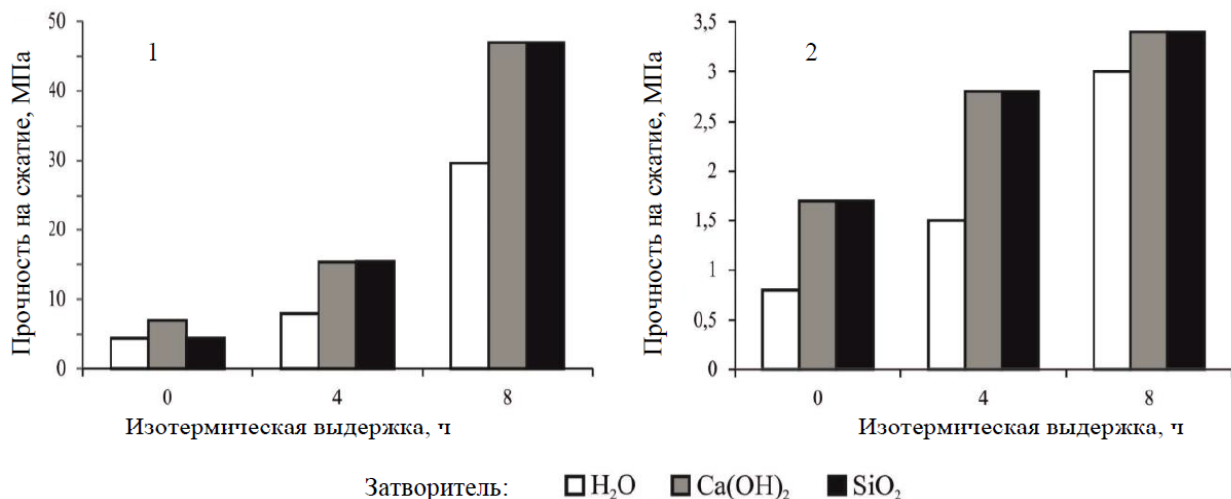 Прочность на сжатие, МПа
50
40
30
20
10
0
1
0 4 8
Изотермическая выдержка, ч
Прочность на сжатие, МПа
3,5
3
2,5
2
1,5
1
0,5
0
2
0 4 8
Изотермическая выдержка, ч
Затворитель: H₂O Ca(OH)₂ SiO₂